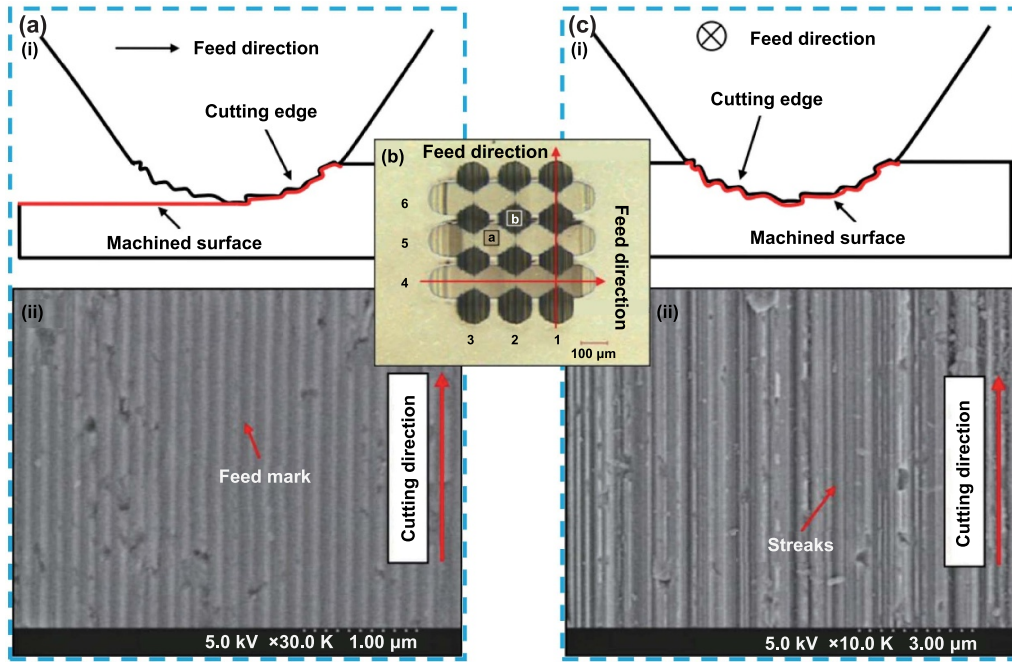 (a)
(i)
Feed direction
Cutting edge
Machined surface
(ii)
Feed mark
Cutting direction
5.0 kV ×30.0 K 1.00 µm
(b)
Feed direction
Feed direction
6
5
4
b
a
3 2 1
100 µm
(c)
(i)
Feed direction
Cutting edge
Machined surface
(ii)
Streaks
Cutting direction
5.0 kV ×10.0 K 3.00 µm